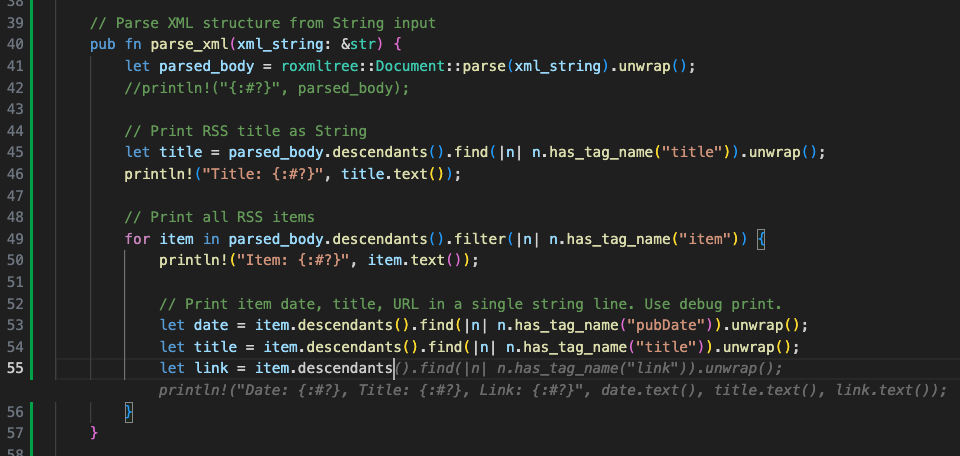 38
39 // Parse XML structure from String input
40 pub fn parse_xml(xml_string: &str) {
41 let parsed_body = roxmltree::Document::parse(xml_string).unwrap();
42 //println!("{:#?}", parsed_body);
43
44 // Print RSS title as String
45 let title = parsed_body.descendants().find(|n| n.has_tag_name("title")).unwrap();
46 println!("Title: {:#?}", title.text());
47
48 // Print all RSS items
49 for item in parsed_body.descendants().filter(|n| n.has_tag_name("item")) {
50 println!("Item: {:#?}", item.text());
51
52 // Print item date, title, URL in a single string line. Use debug print.
53 let date = item.descendants().find(|n| n.has_tag_name("pubDate")).unwrap();
54 let title = item.descendants().find(|n| n.has_tag_name("title")).unwrap();
55 let link = item.descendants().find(|n| n.has_tag_name("link")).unwrap();
println!("Date: {:#?}, Title: {:#?}, Link: {:#?}", date.text(), title.text(), link.text());
56 }
57 }
58